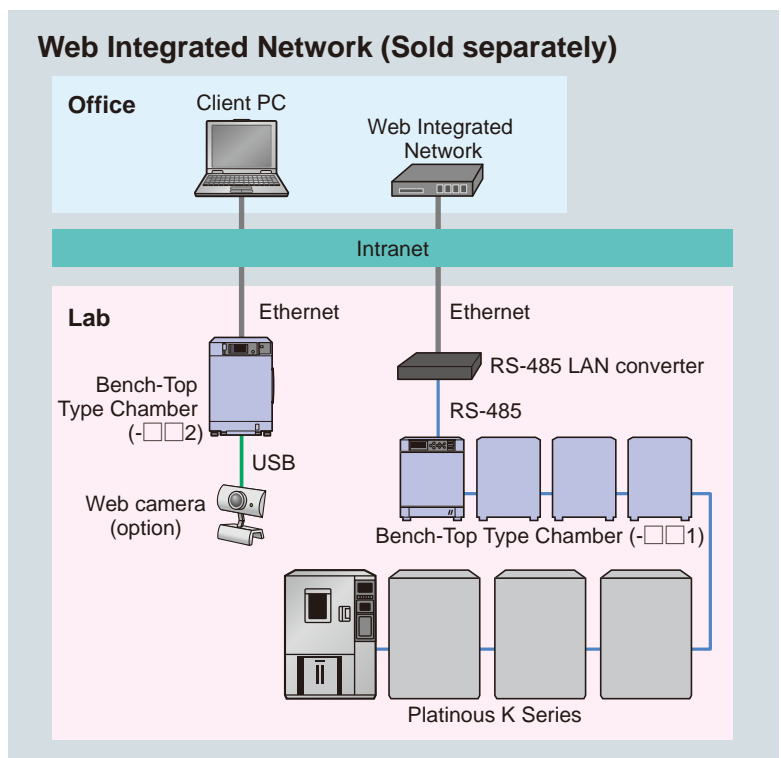 Web Integrated Network (Sold separately)
Office
Client PC
Web Integrated
Network
Intranet
Lab
Ethernet
Ethernet
RS-485 LAN converter
Bench-Top
Type Chamber
(-□□2)
RS-485
USB
Web camera
(option)
Bench-Top Type Chamber (-□□1)
Platinous K Series